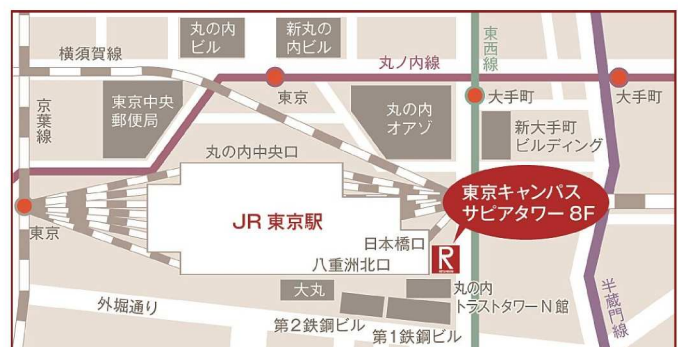 丸の内
ビル
新丸の
内ビル
横須賀線
丸ノ内線
東西線
京葉線
東京中央
郵便局
東京
丸の内
オアゾ
大手町
大手町
新大手町
ビルディング
丸の内中央口
東京キャンパス
サピアタワー 8F
JR 東京駅
東京
日本橋口
八重洲北口
R
大丸
丸の内
トラストタワーN館
半蔵門線
外堀通り
第2鉄鋼ビル
第1鉄鋼ビル